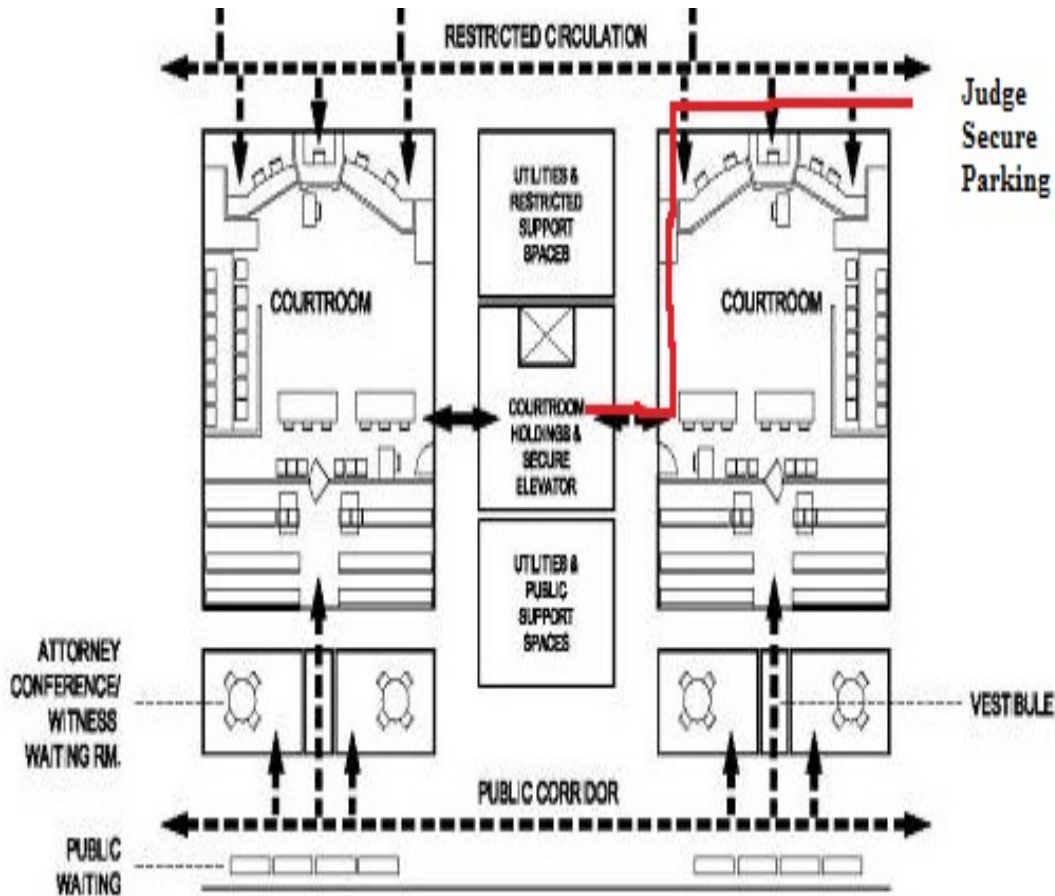 RESTRICTED CIRCULATION
Judge
Secure
Parking
UTILITIES &
RESTRICTED
SUPPORT
SPACES
COURTROOM
COURTROOM
COURTROOM
HOLDINGS &
SECURE
ELEVATOR
UTILITIES &
PUBLIC
SUPPORT
SPACES
ATTORNEY
CONFERENCE/
WITNESS
WAITING RM.
VESTIBULE
PUBLIC CORRIDOR
PUBLIC
WAITING